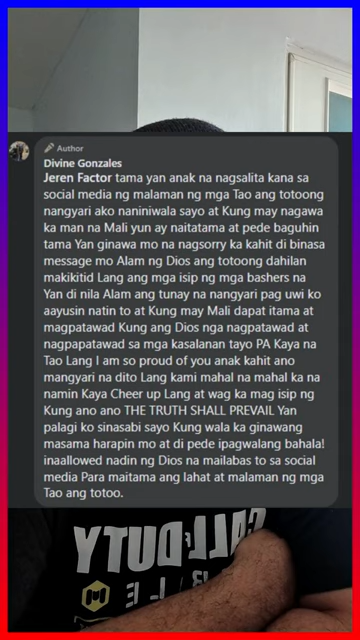 Author
Divine Gonzales
Jeren Factor tama yan anak na nagsalita kana sa
social media ng malaman ng mga Tao ang totoong
nangyari ako naniniwala sayo at Kung may nagawa
ka man na Mali yun ay naitatama at pede baguhin
tama Yan ginawa mo na nagsorry ka kahit di binasa
message mo Alam ng Dios ang totoong dahilan
makikitid Lang ang mga isip ng mga bashers na
Yan di nila Alam ang tunay na nangyari pag uwi ko
aayusin natin to at Kung may Mali dapat itama at
magpatawad Kung ang Dios nga nagpatawad at
nagpapatawad sa mga kasalanan tayo PA Kaya na
Tao Lang I am so proud of you anak kahit ano
mangyari na dito Lang kami mahal na mahal ka na
namin Kaya Cheer up Lang at wag ka mag isip ng
Kung ano ano THE TRUTH SHALL PREVAIL Yan
palagi ko sinasabi sayo Kung wala ka ginawang
masama harapin mo at di pede ipagwalang bahala!
inaallowed nadin ng Dios na mailabas to sa social
media Para maitama ang lahat at malaman ng mga
Tao ang totoo.
CALL DUTY